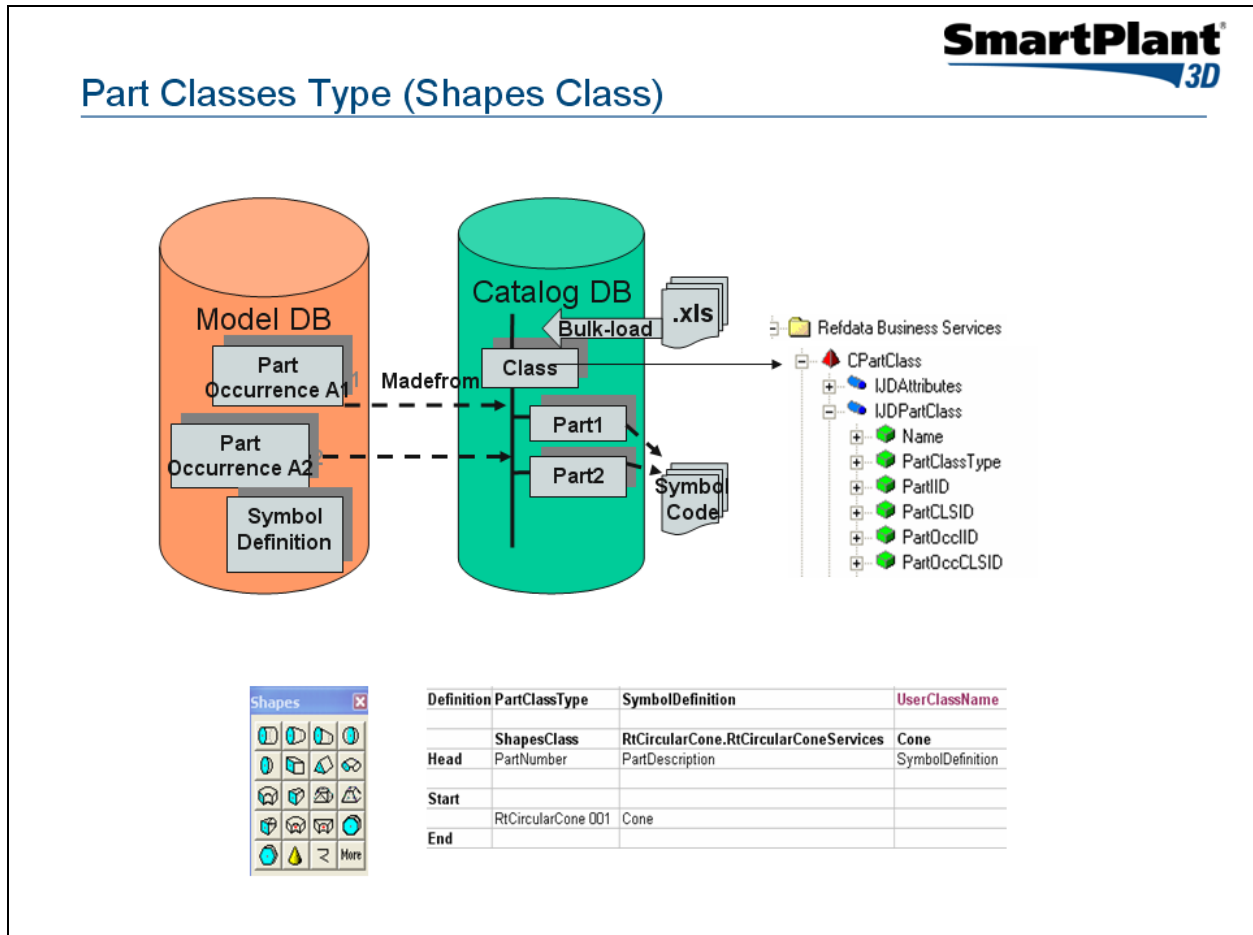 SmartPlant®
3D
Part Classes Type (Shapes Class)
Model DB
Part
Occurrence A1
1
Part
Occurrence A2
2
Symbol
Definition
Madefrom
Catalog DB
Bulk-load
.xls
Class
Part1
Part2
Symbol
Code
Refdata Business Services
CPartClass
IJDAttributes
IJDPartClass
Name
PartClassType
PartIID
PartCLSID
PartOccIID
PartOccCLSID
Shapes
More
Definition PartClassType SymbolDefinition UserClassName
ShapesClass RtCircularCone.RtCircularConeServices Cone
Head PartNumber PartDescription SymbolDefinition
Start
RtCircularCone 001 Cone
End